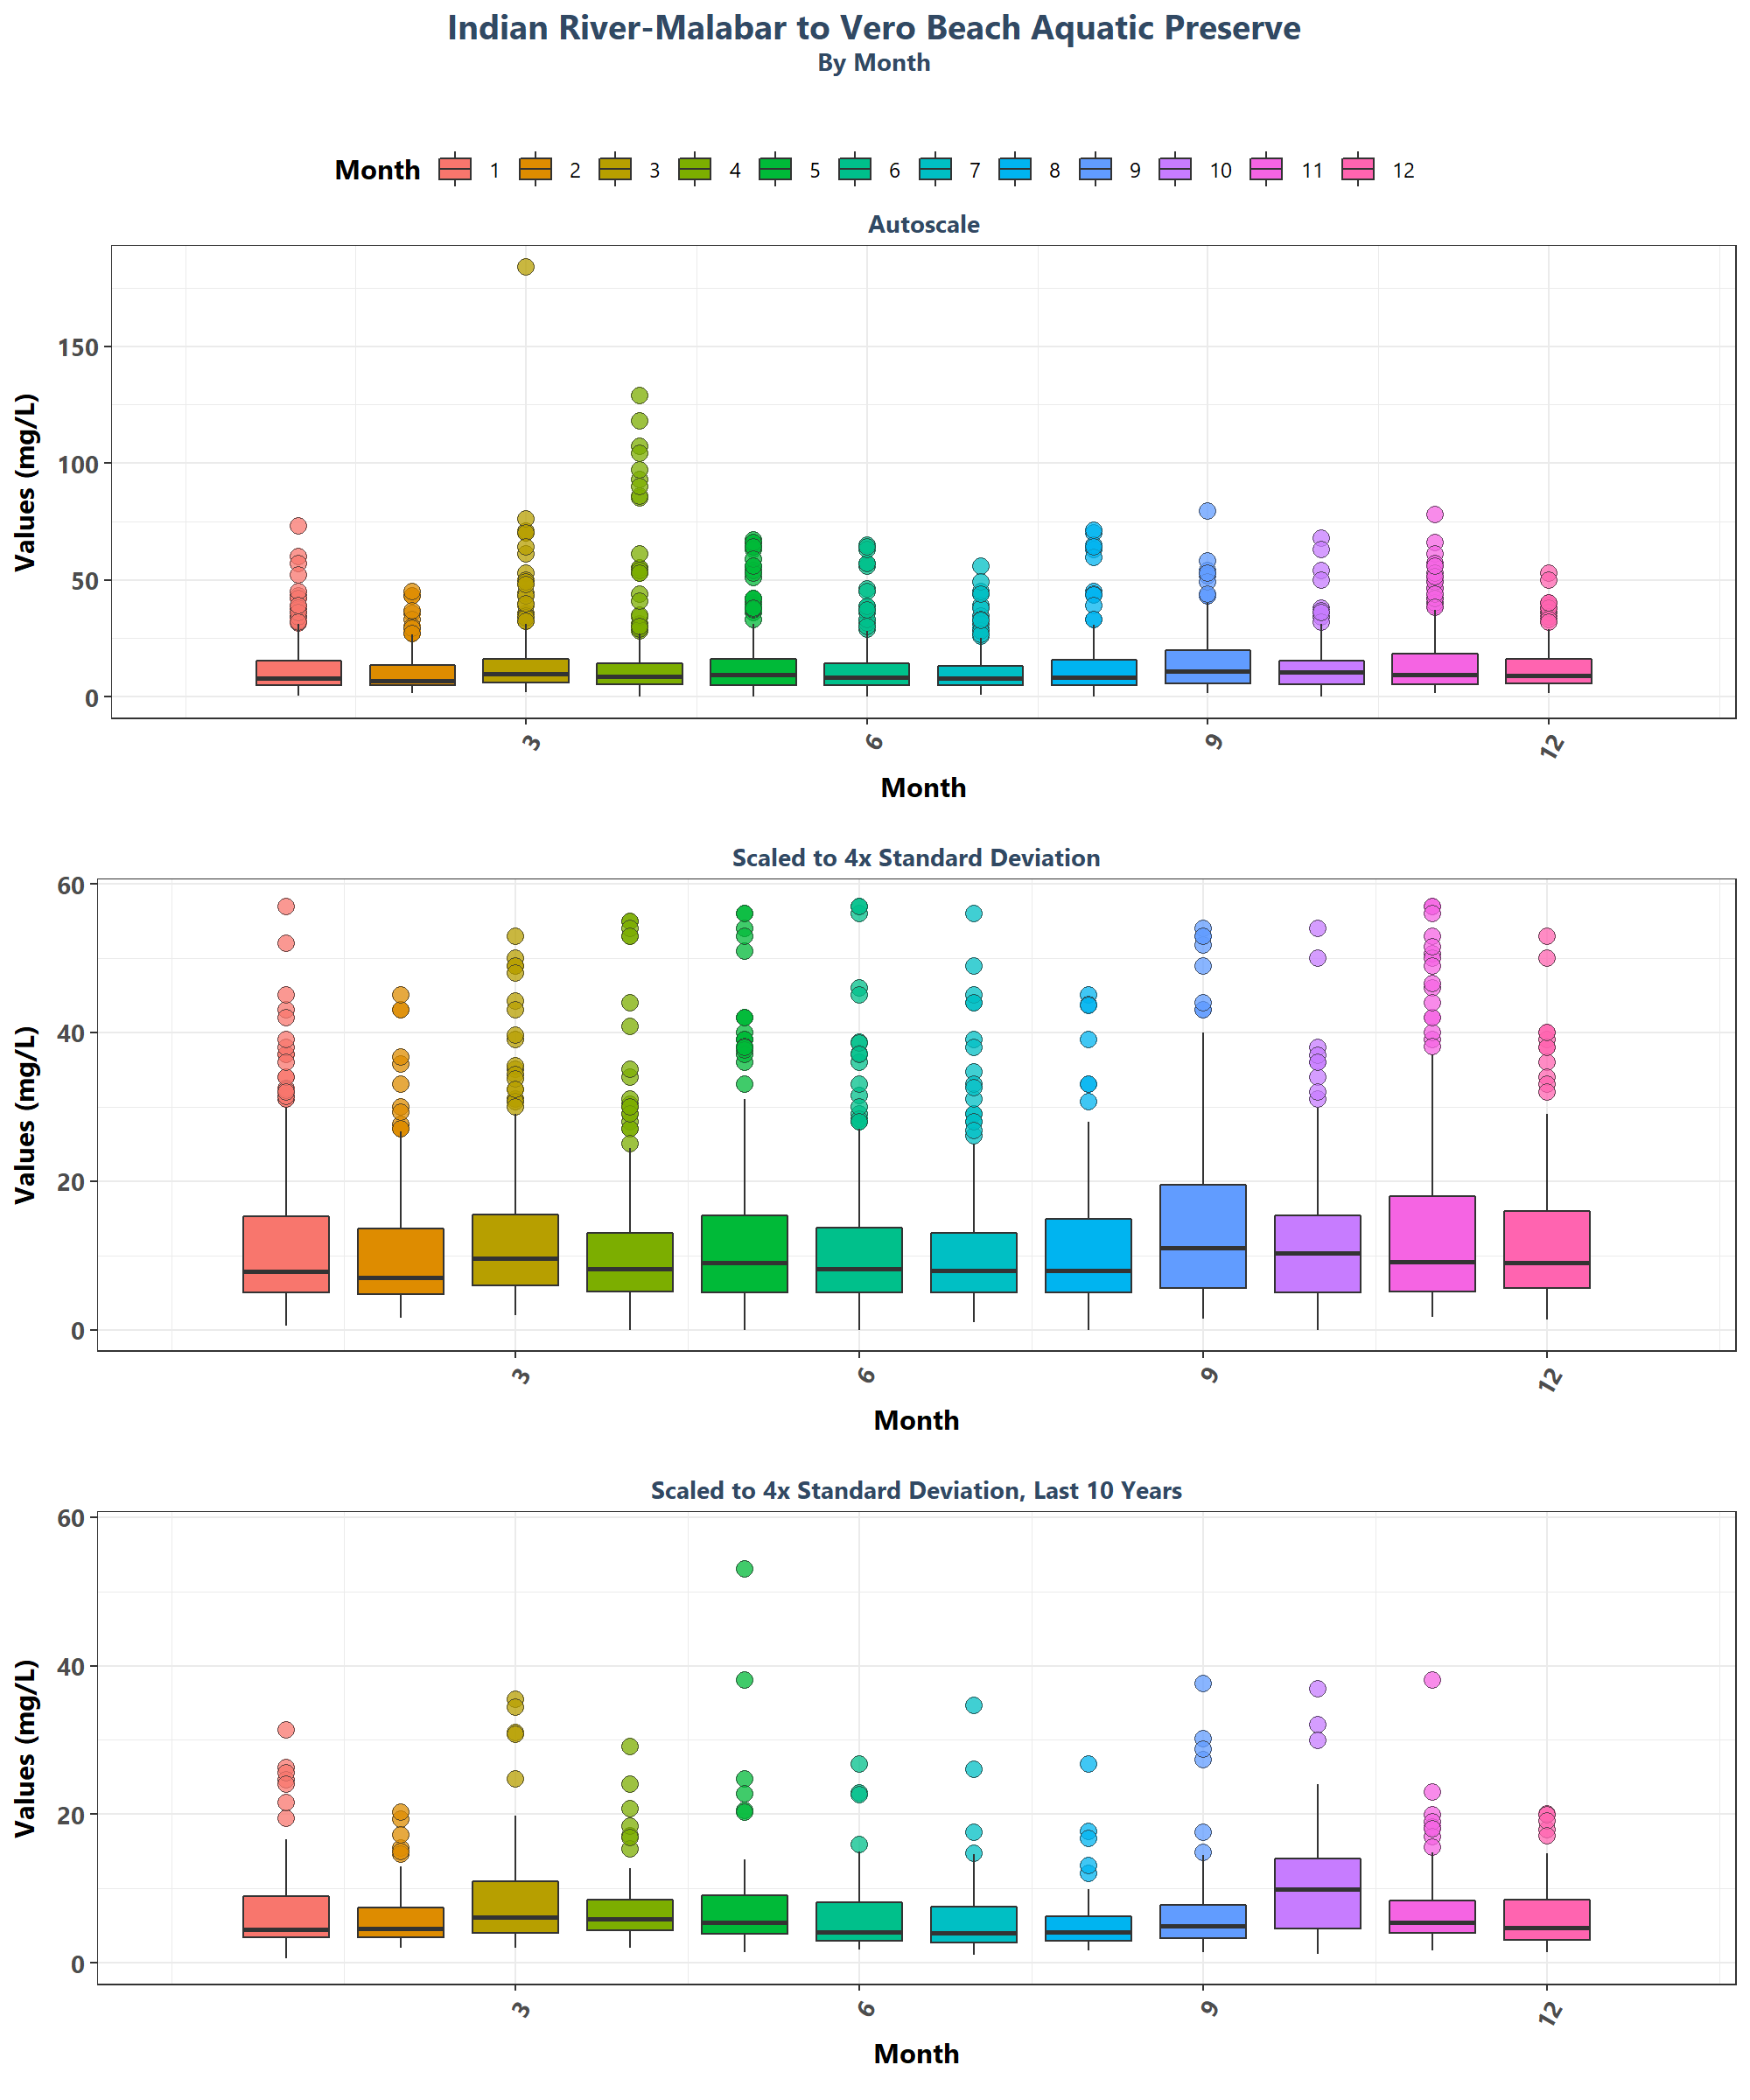 Indian River-Malabar to Vero Beach Aquatic Preserve
By Month
Month 1 2 3 4 5 6 7 8 9 10 11 12
Autoscale
Values (mg/L)
150
100
50
0
3 6 9 12
Month
Scaled to 4x Standard Deviation
Values (mg/L)
60
40
20
0
3 6 9 12
Month
Scaled to 4x Standard Deviation, Last 10 Years
Values (mg/L)
60
40
20
0
3 6 9 12
Month